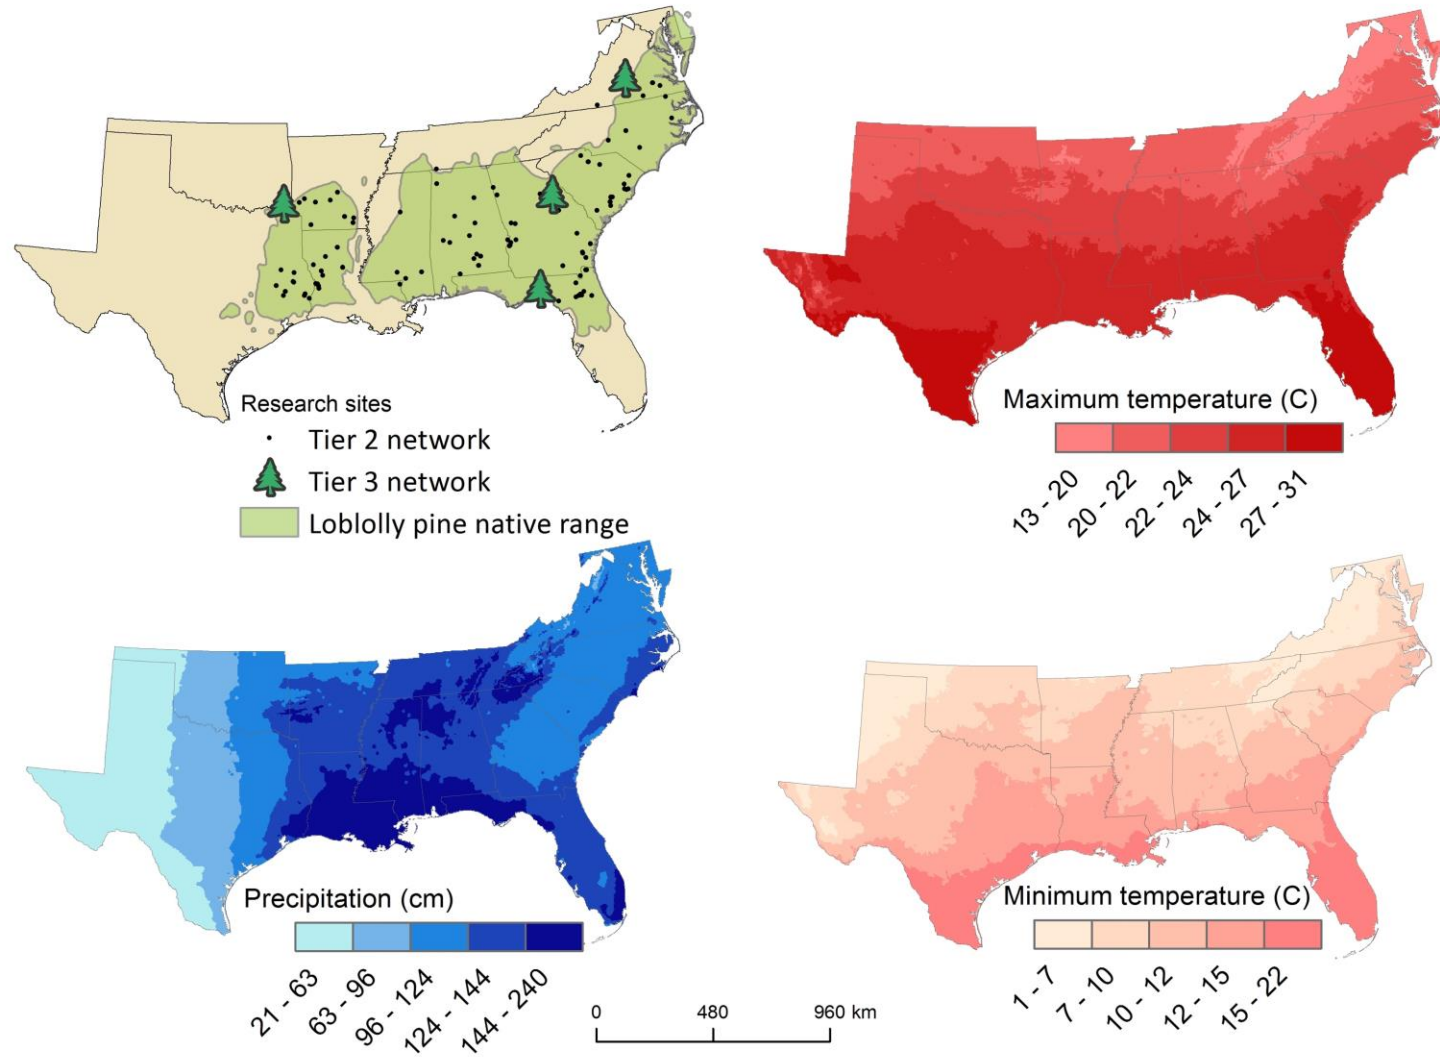 Research sites
Tier 2 network
Tier 3 network
Loblolly pine native range
Maximum temperature (C)
13 - 20
20 - 22
22 - 24
24 - 27
27 - 31
Precipitation (cm)
21 - 63
63 - 96
96 - 124
124 - 144
144 - 240
0 480 960 km
Minimum temperature (C)
1 - 7
7 - 10
10 - 12
12 - 15
15 - 22